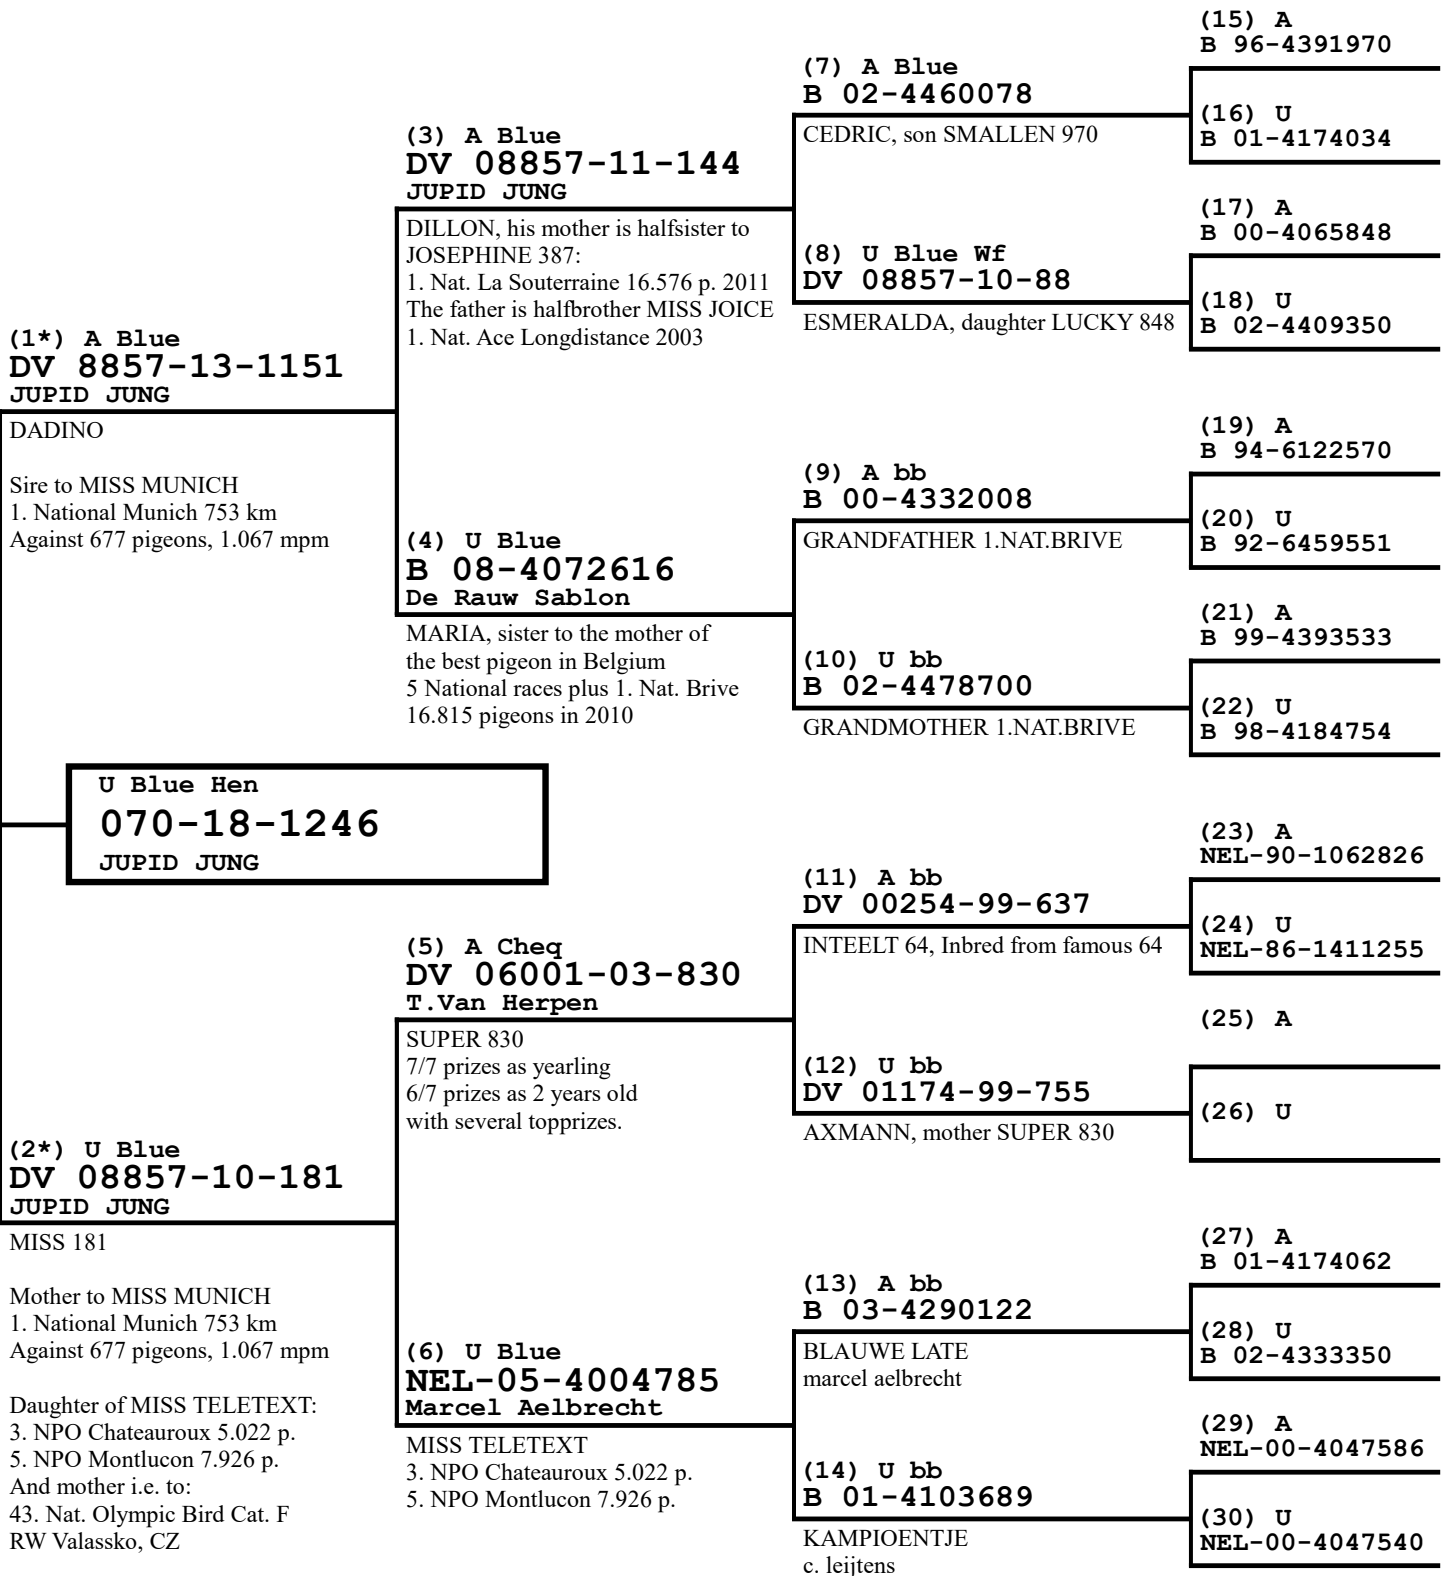 (1*) A Blue
DV 8857-13-1151
JUPID JUNG
DADINO
Sire to MISS MUNICH
1. National Munich 753 km
Against 677 pigeons, 1.067 mpm
U Blue Hen
070-18-1246
JUPID JUNG
(2*) U Blue
DV 08857-10-181
JUPID JUNG
MISS 181
Mother to MISS MUNICH
1. National Munich 753 km
Against 677 pigeons, 1.067 mpm
Daughter of MISS TELETEXT:
3. NPO Chateauroux 5.022 p.
5. NPO Montlucon 7.926 p.
And mother i.e. to:
43. Nat. Olympic Bird Cat. F
RW Valassko, CZ
(3) A Blue
DV 08857-11-144
JUPID JUNG
DILLON, his mother is halfsister to
JOSEPHINE 387:
1. Nat. La Souterraine 16.576 p. 2011
The father is halfbrother MISS JOICE
1. Nat. Ace Longdistance 2003
(4) U Blue
B 08-4072616
De Rauw Sablon
MARIA, sister to the mother of
the best pigeon in Belgium
5 National races plus 1. Nat. Brive
16.815 pigeons in 2010
(5) A Cheq
DV 06001-03-830
T.Van Herpen
SUPER 830
7/7 prizes as yearling
6/7 prizes as 2 years old
with several topprizes.
(6) U Blue
NEL-05-4004785
Marcel Aelbrecht
MISS TELETEXT
3. NPO Chateauroux 5.022 p.
5. NPO Montlucon 7.926 p.
(7) A Blue
B 02-4460078
CEDRIC, son SMALLEN 970
(8) U Blue Wf
DV 08857-10-88
ESMERALDA, daughter LUCKY 848
(9) A bb
B 00-4332008
GRANDFATHER 1.NAT.BRIVE
(10) U bb
B 02-4478700
GRANDMOTHER 1.NAT.BRIVE
(11) A bb
DV 00254-99-637
INTEELT 64, Inbred from famous 64
(12) U bb
DV 01174-99-755
AXMANN, mother SUPER 830
(13) A bb
B 03-4290122
BLAUWE LATE
marcel aelbrecht
(14) U bb
B 01-4103689
KAMPIOENTJE
c. leijtens
(15) A
B 96-4391970
(16) U
B 01-4174034
(17) A
B 00-4065848
(18) U
B 02-4409350
(19) A
B 94-6122570
(20) U
B 92-6459551
(21) A
B 99-4393533
(22) U
B 98-4184754
(23) A
NEL-90-1062826
(24) U
NEL-86-1411255
(25) A
(26) U
(27) A
B 01-4174062
(28) U
B 02-4333350
(29) A
NEL-00-4047586
(30) U
NEL-00-4047540